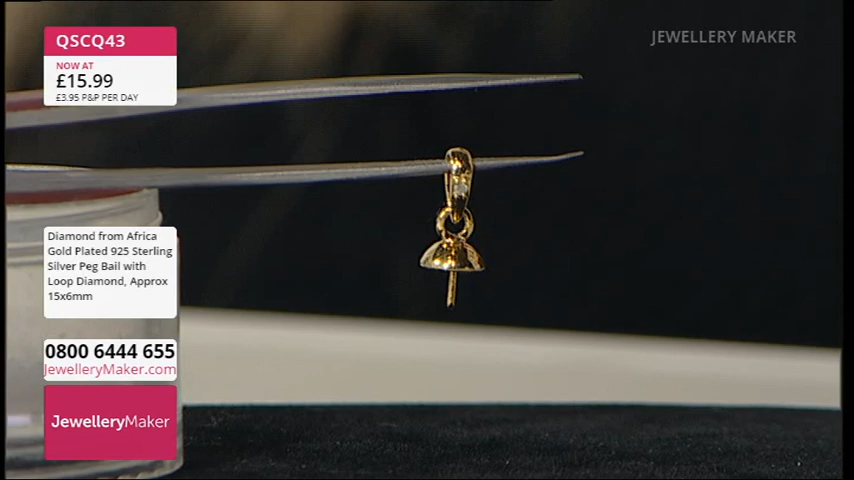 QSCQ43
NOW AT
£15.99
£3.95 P&P PER DAY
JEWELLERY MAKER
Diamond from Africa
Gold Plated 925 Sterling
Silver Peg Bail with
Loop Diamond, Approx
15x6mm
0800 6444 655
JewelleryMaker.com
JewelleryMaker